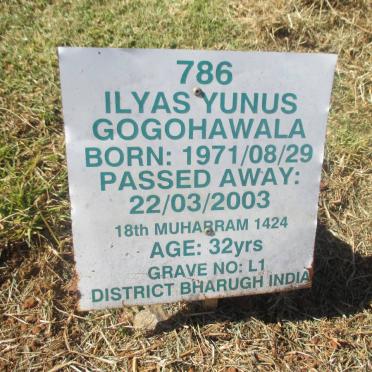 786
ILYAS YUNUS
GOGOHAWALA
BORN: 1971/08/29
PASSED AWAY:
22/03/2003
18th MUHARRAM 1424
AGE: 32yrs
GRAVE NO: L1
DISTRICT BHARUGH INDIA